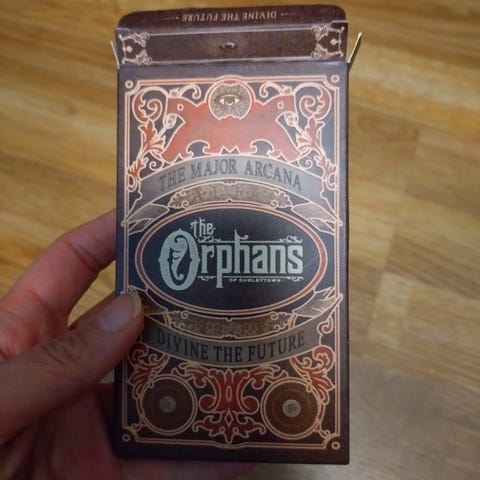 DIVINE THE FUTURE
THE MAJOR ARCANA
the
Orphans
OF DUDLEYTOWN
DIVINE THE FUTURE